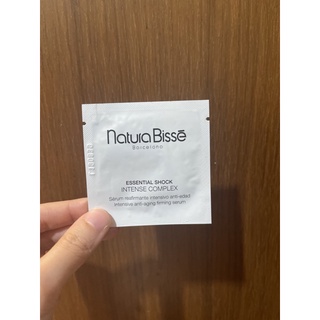 Natura Bissé
Barcelona
ESSENTIAL SHOCK
INTENSE COMPLEX
Sérum reafirmante intensivo anti-edad
Intensive anti-aging firming serum